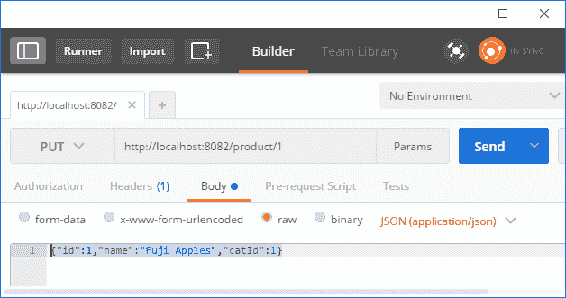 Runner Import Builder Team Library IN SYNC
http://localhost:8082/ No Environment
PUT http://localhost:8082/product/1 Params Send
Authorization Headers (1) Body Pre-request Script Tests
form-data x-www-form-urlencoded raw binary JSON (application/json)
1 {"id":1,"name":"Fuji Apples","catId":1}